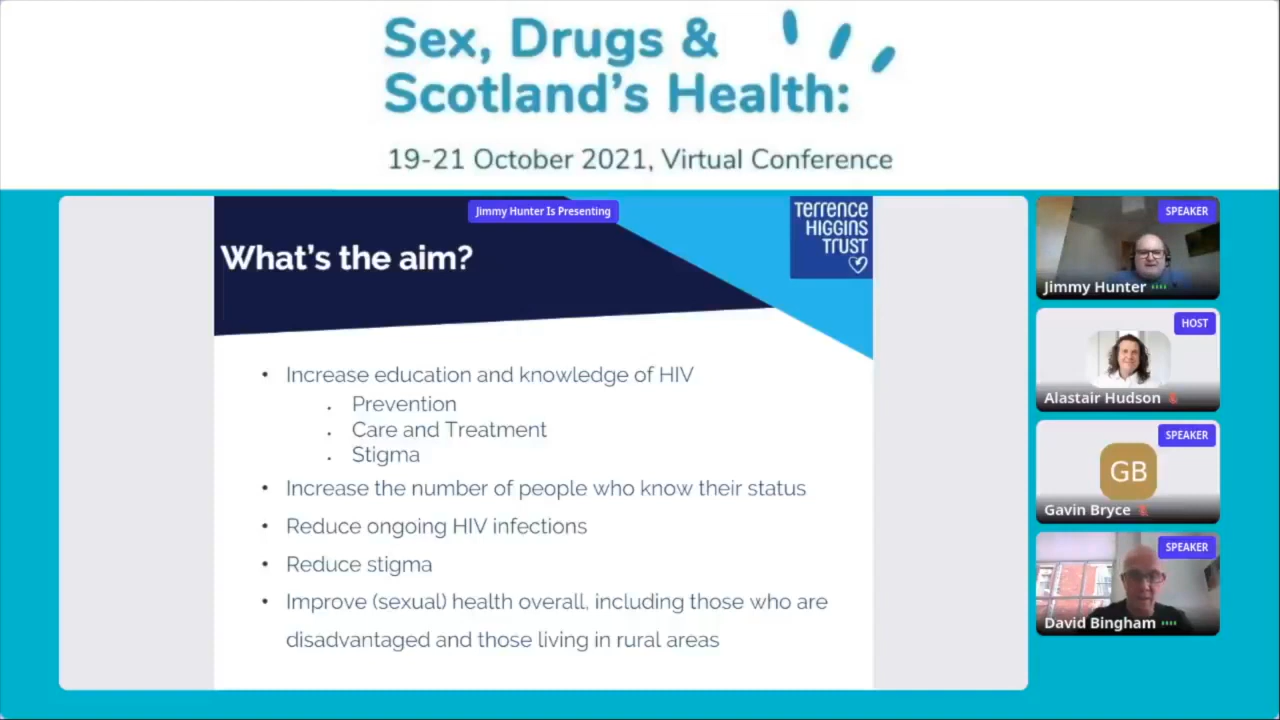 Sex, Drugs &
Scotland's Health:
19-21 October 2021, Virtual Conference
Jimmy Hunter Is Presenting
What's the aim?
TERRENCE
HIGGINS
TRUST
• Increase education and knowledge of HIV
• Prevention
• Care and Treatment
• Stigma
• Increase the number of people who know their status
• Reduce ongoing HIV infections
• Reduce stigma
• Improve (sexual) health overall, including those who are
disadvantaged and those living in rural areas
SPEAKER
Jimmy Hunter
HOST
Alastair Hudson
SPEAKER
GB
Gavin Bryce
SPEAKER
David Bingham